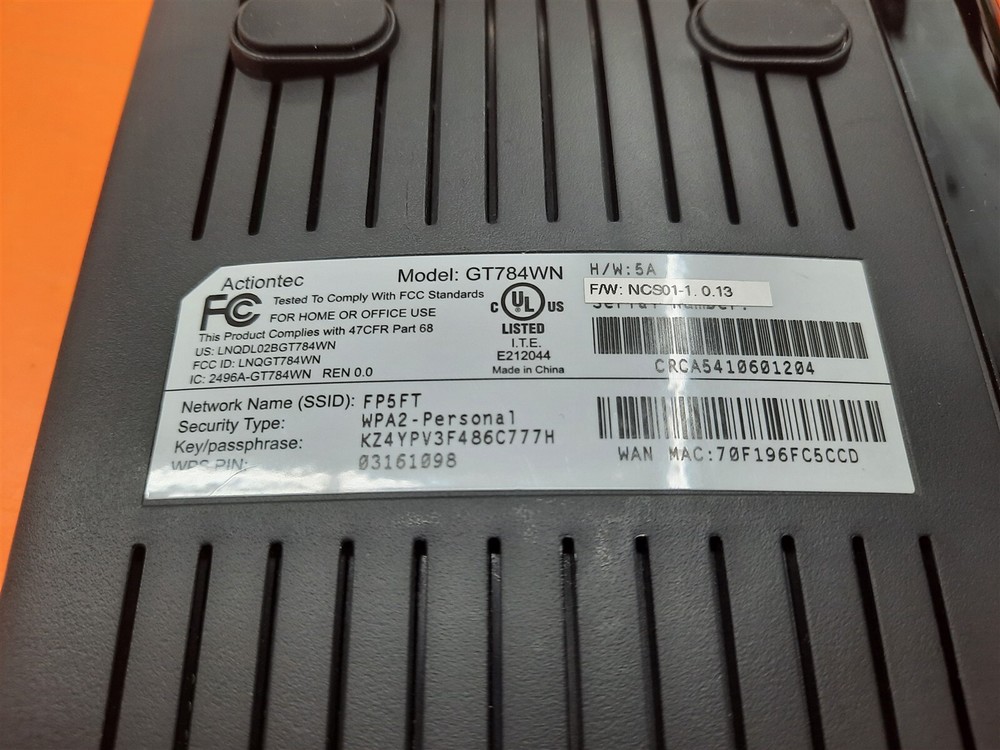 Actiontec
Model: GT784WN
H/W:5A
F/W: NCS01-1.0.13
Serial Number:
FC
Tested To Comply With FCC Standards
FOR HOME OR OFFICE USE
This Product Complies with 47CFR Part 68
US: LNQDL02BGT784WN
FCC ID: LNQGT784WN
IC: 2496A-GT784WN REN 0.0
C UL US
LISTED
I.T.E.
E212044
Made in China
CRCA5410601204
Network Name (SSID): FP5FT
Security Type: WPA2-Personal
Key/passphrase: KZ4YPV3F486C777H
WPS PIN: 03161098
WAN MAC:70F196FC5CCD